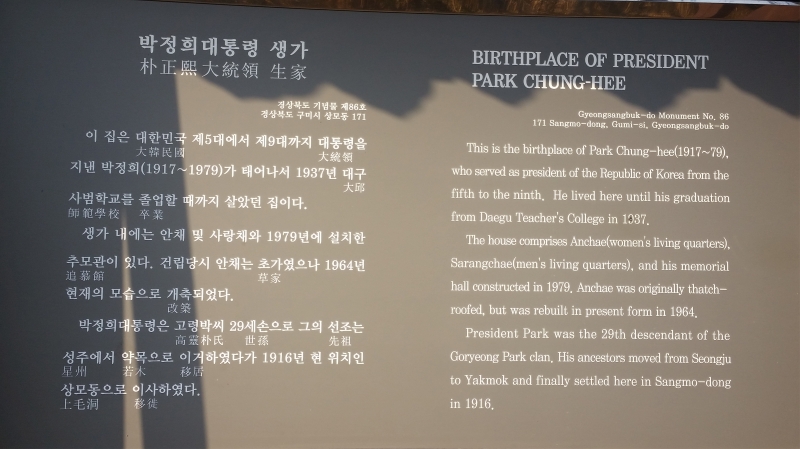 박정희대통령 생가
朴正熙大統領 生家
경상북도 기념물 제86호
경상북도 구미시 상모동 171
이 집은 대한민국 제5대에서 제9대까지 대통령을
大韓民國 大統領
지낸 박정희(1917~1979)가 태어나서 1937년 대구
大邱
사범학교를 졸업할 때까지 살았던 집이다.
師範學校 卒業
생가 내에는 안채 및 사랑채와 1979년에 설치한
추모관이 있다. 건립당시 안채는 초가였으나 1964년
追慕館 草家
현재의 모습으로 개축되었다.
改築
박정희대통령은 고령박씨 29세손으로 그의 선조는
高靈朴氏 世孫 先祖
성주에서 약목으로 이거하였다가 1916년 현 위치인
星州 若木 移居
상모동으로 이사하였다.
上毛洞 移徙
BIRTHPLACE OF PRESIDENT
PARK CHUNG-HEE
Gyeongsangbuk-do Monument No. 86
171 Sangmo-dong, Gumi-si, Gyeongsangbuk-do
This is the birthplace of Park Chung-hee(1917~79),
who served as president of the Republic of Korea from the
fifth to the ninth. He lived here until his graduation
from Daegu Teacher's College in 1937.
The house comprises Anchae(women's living quarters),
Sarangchae(men's living quarters), and his memorial
hall constructed in 1979. Anchae was originally thatch-
roofed, but was rebuilt in present form in 1964.
President Park was the 29th descendant of the
Goryeong Park clan. His ancestors moved from Seongju
to Yakmok and finally settled here in Sangmo-dong
in 1916.